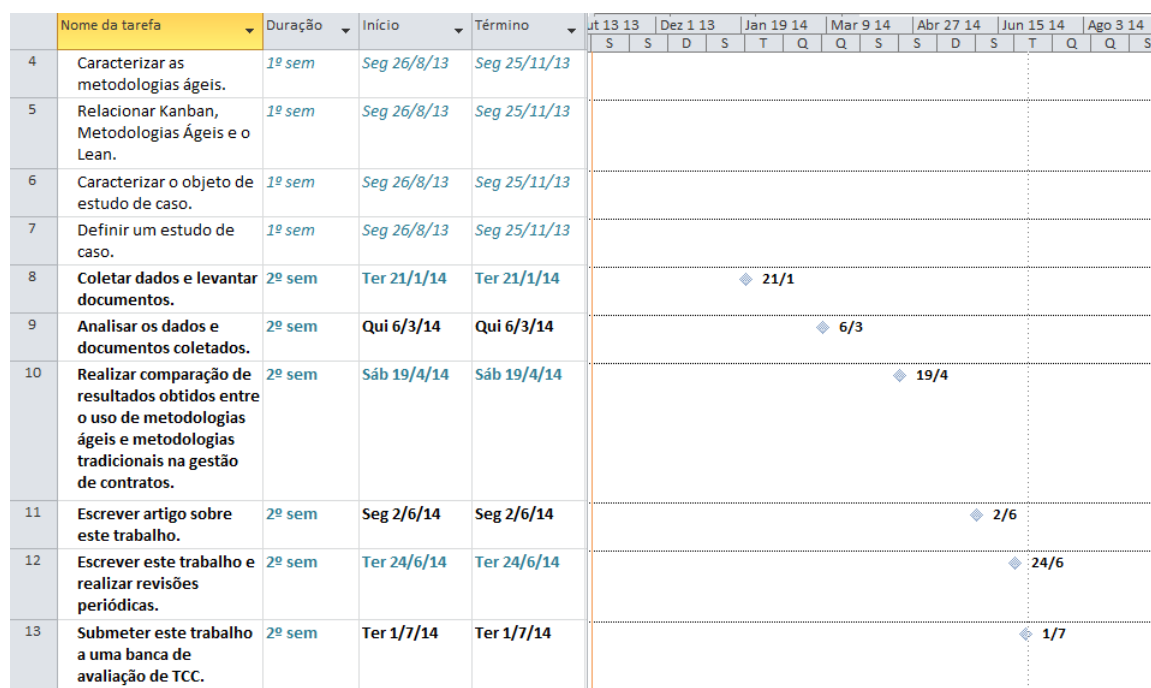 Nome da tarefa Duração Início Término ut 13 13 Dez 1 13 Jan 19 14 Mar 9 14 Abr 27 14 Jun 15 14 Ago 3 14
S S D S T Q Q S S D S T Q Q S
4 Caracterizar as 1º sem Seg 26/8/13 Seg 25/11/13
metodologias ágeis.
5 Relacionar Kanban, 1º sem Seg 26/8/13 Seg 25/11/13
Metodologias Ágeis e o
Lean.
6 Caracterizar o objeto de 1º sem Seg 26/8/13 Seg 25/11/13
estudo de caso.
7 Definir um estudo de 1º sem Seg 26/8/13 Seg 25/11/13
caso.
8 Coletar dados e levantar 2º sem Ter 21/1/14 Ter 21/1/14 21/1
documentos.
9 Analisar os dados e 2º sem Qui 6/3/14 Qui 6/3/14 6/3
documentos coletados.
10 Realizar comparação de 2º sem Sáb 19/4/14 Sáb 19/4/14 19/4
resultados obtidos entre
o uso de metodologias
ágeis e metodologias
tradicionais na gestão
de contratos.
11 Escrever artigo sobre 2º sem Seg 2/6/14 Seg 2/6/14 2/6
este trabalho.
12 Escrever este trabalho e 2º sem Ter 24/6/14 Ter 24/6/14 24/6
realizar revisões
periódicas.
13 Submeter este trabalho 2º sem Ter 1/7/14 Ter 1/7/14 1/7
a uma banca de
avaliação de TCC.